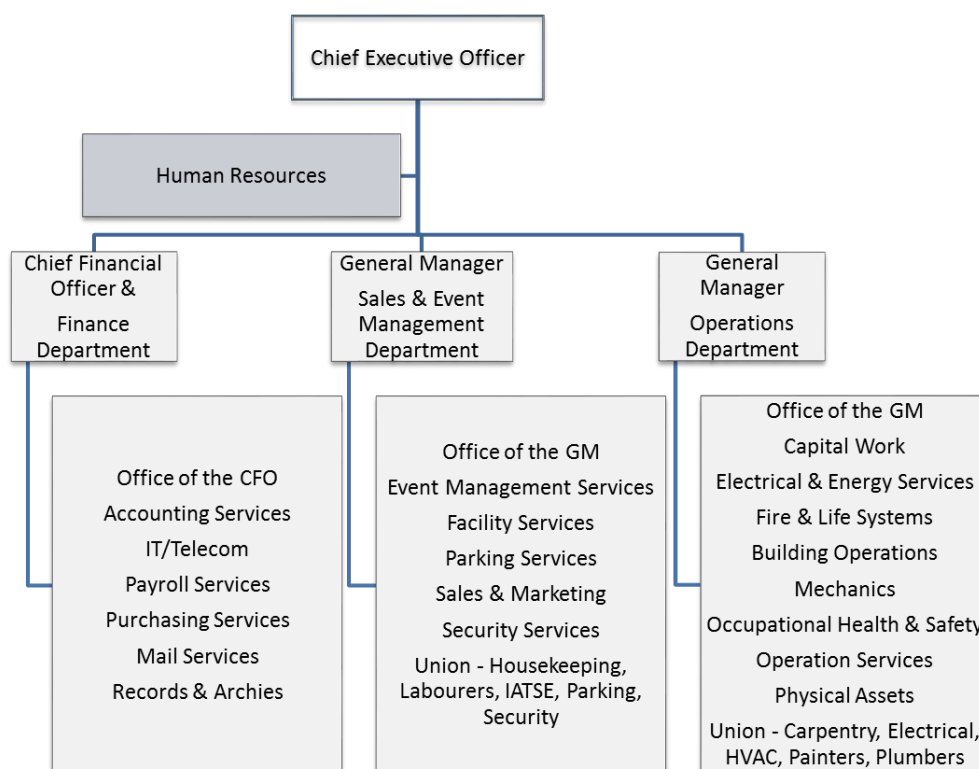 Chief Executive Officer
Human Resources
Chief Financial
Officer &
Finance
Department
General Manager
Sales & Event
Management
Department
General
Manager
Operations
Department
Office of the CFO
Accounting Services
IT/Telecom
Payroll Services
Purchasing Services
Mail Services
Records & Archies
Office of the GM
Event Management Services
Facility Services
Parking Services
Sales & Marketing
Security Services
Union - Housekeeping,
Labourers, IATSE, Parking,
Security
Office of the GM
Capital Work
Electrical & Energy Services
Fire & Life Systems
Building Operations
Mechanics
Occupational Health & Safety
Operation Services
Physical Assets
Union - Carpentry, Electrical,
HVAC, Painters, Plumbers